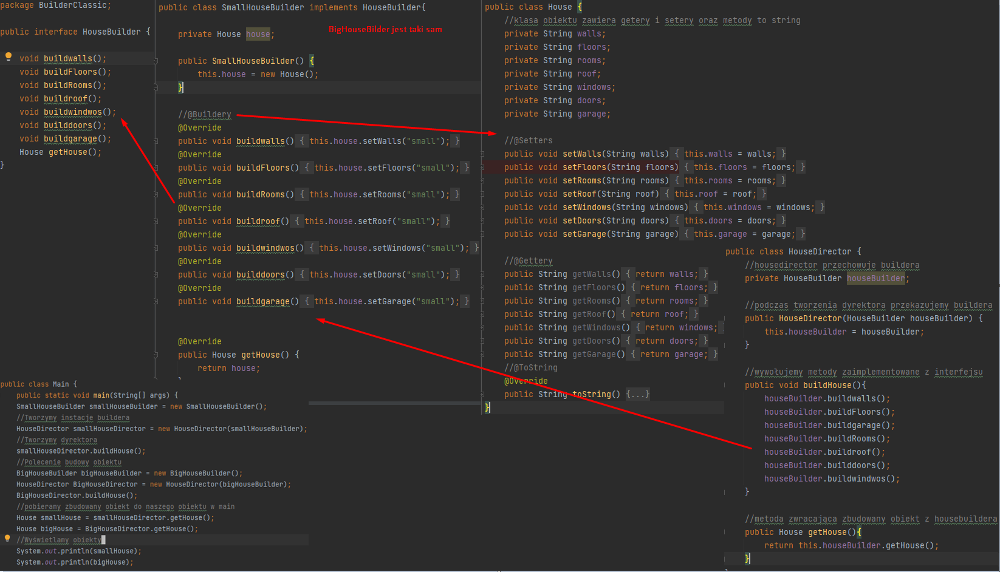 package BuilderClassic;
public interface HouseBuilder {
void buildwalls();
void buildFloors();
void buildRooms();
void buildroof();
void buildwindwos();
void builddoors();
void buildgarage();
House getHouse();
}
public class SmallHouseBuilder implements HouseBuilder{
BigHouseBilder jest taki sam
private House house;
public SmallHouseBuilder() {
this.house = new House();
}
//@Buildery
@Override
public void buildwalls() { this.house.setWalls("small"); }
@Override
public void buildFloors() { this.house.setFloors("small"); }
@Override
public void buildRooms() { this.house.setRooms("small"); }
@Override
public void buildroof() { this.house.setRoof("small"); }
@Override
public void buildwindwos() { this.house.setWindows("small"); }
@Override
public void builddoors() { this.house.setDoors("small"); }
@Override
public void buildgarage() { this.house.setGarage("small"); }
@Override
public House getHouse() {
return house;
public class House {
//klasa obiektu zawiera getery i setery oraz metody to string
private String walls;
private String floors;
private String rooms;
private String roof;
private String windows;
private String doors;
private String garage;
//@Setters
public void setWalls(String walls) { this.walls = walls; }
public void setFloors(String floors) { this.floors = floors; }
public void setRooms(String rooms) { this.rooms = rooms; }
public void setRoof(String roof) { this.roof = roof; }
public void setWindows(String windows) { this.windows = windows; }
public void setDoors(String doors) { this.doors = doors; }
public void setGarage(String garage) { this.garage = garage; }
//@Gettery
public String getWalls() { return walls; }
public String getFloors() { return floors; }
public String getRooms() { return rooms; }
public String getRoof() { return roof; }
public String getWindows() { return windows; }
public String getDoors() { return doors; }
public String getGarage() { return garage; }
//@ToString
@Override
public String toString() {...}
}
public class HouseDirector {
//housedirector przechowuje buildera
private HouseBuilder houseBuilder;
//podczas tworzenia dyrektora przekazujemy buildera
public HouseDirector(HouseBuilder houseBuilder) {
this.houseBuilder = houseBuilder;
}
//wywołujemy metody zaimplementowane z interfejsu
public void buildHouse(){
houseBuilder.buildwalls();
houseBuilder.buildFloors();
houseBuilder.buildgarage();
houseBuilder.buildRooms();
houseBuilder.buildroof();
houseBuilder.builddoors();
houseBuilder.buildwindwos();
}
//metoda zwracająca zbudowany obiekt z housebuildera
public House getHouse(){
return this.houseBuilder.getHouse();
}
public class Main {
public static void main(String[] args) {
SmallHouseBuilder smallHouseBuilder = new SmallHouseBuilder();
//Tworzymy instacje buildera
HouseDirector smallHouseDirector = new HouseDirector(smallHouseBuilder);
//Tworzymy dyrektora
smallHouseDirector.buildHouse();
//Polecenie budowy obiektu
BigHouseBuilder bigHouseBuilder = new BigHouseBuilder();
HouseDirector BigHouseDirector = new HouseDirector(bigHouseBuilder);
BigHouseDirector.buildHouse();
//pobieramy zbudowany obiekt do naszego obiektu w main
House smallHouse = smallHouseDirector.getHouse();
House bigHouse = BigHouseDirector.getHouse();
//Wyświetlamy obiekty
System.out.println(smallHouse);
System.out.println(bigHouse);